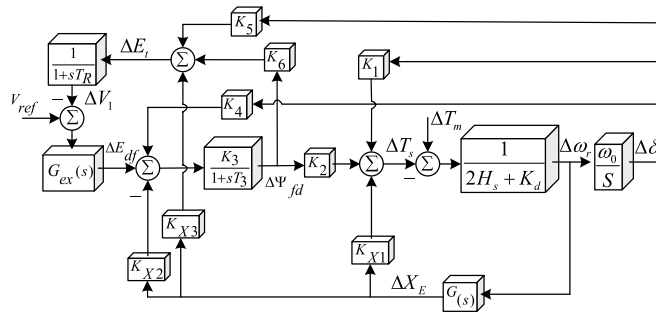 K5
ΔEt
Σ
K6
K1
1
1+sTR
Vref
ΔV1
Σ
K4
ΔTm
ΔEdf
Gex(s)
Σ
K3
1+sT3
ΔΨfd
K2
Σ
ΔTs
Σ
1
2Hs + Kd
Δωr
ω0
S
Δδ
KX3
KX1
KX2
ΔXE
G(s)